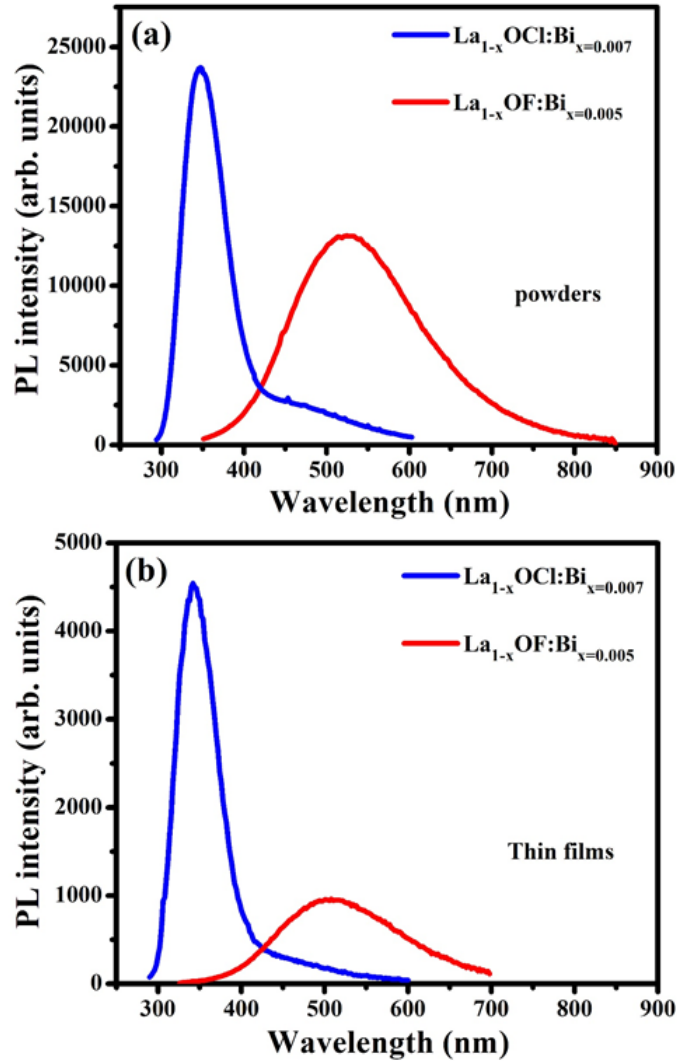 (a)
La₁₋ₓOCl:Biₓ₌₀.₀₀₇
La₁₋ₓOF:Biₓ₌₀.₀₀₅
powders
PL intensity (arb. units)
25000
20000
15000
10000
5000
0
300 400 500 600 700 800 900
Wavelength (nm)
(b)
La₁₋ₓOCl:Biₓ₌₀.₀₀₇
La₁₋ₓOF:Biₓ₌₀.₀₀₅
Thin films
PL intensity (arb. units)
5000
4000
3000
2000
1000
0
300 400 500 600 700 800 900
Wavelength (nm)